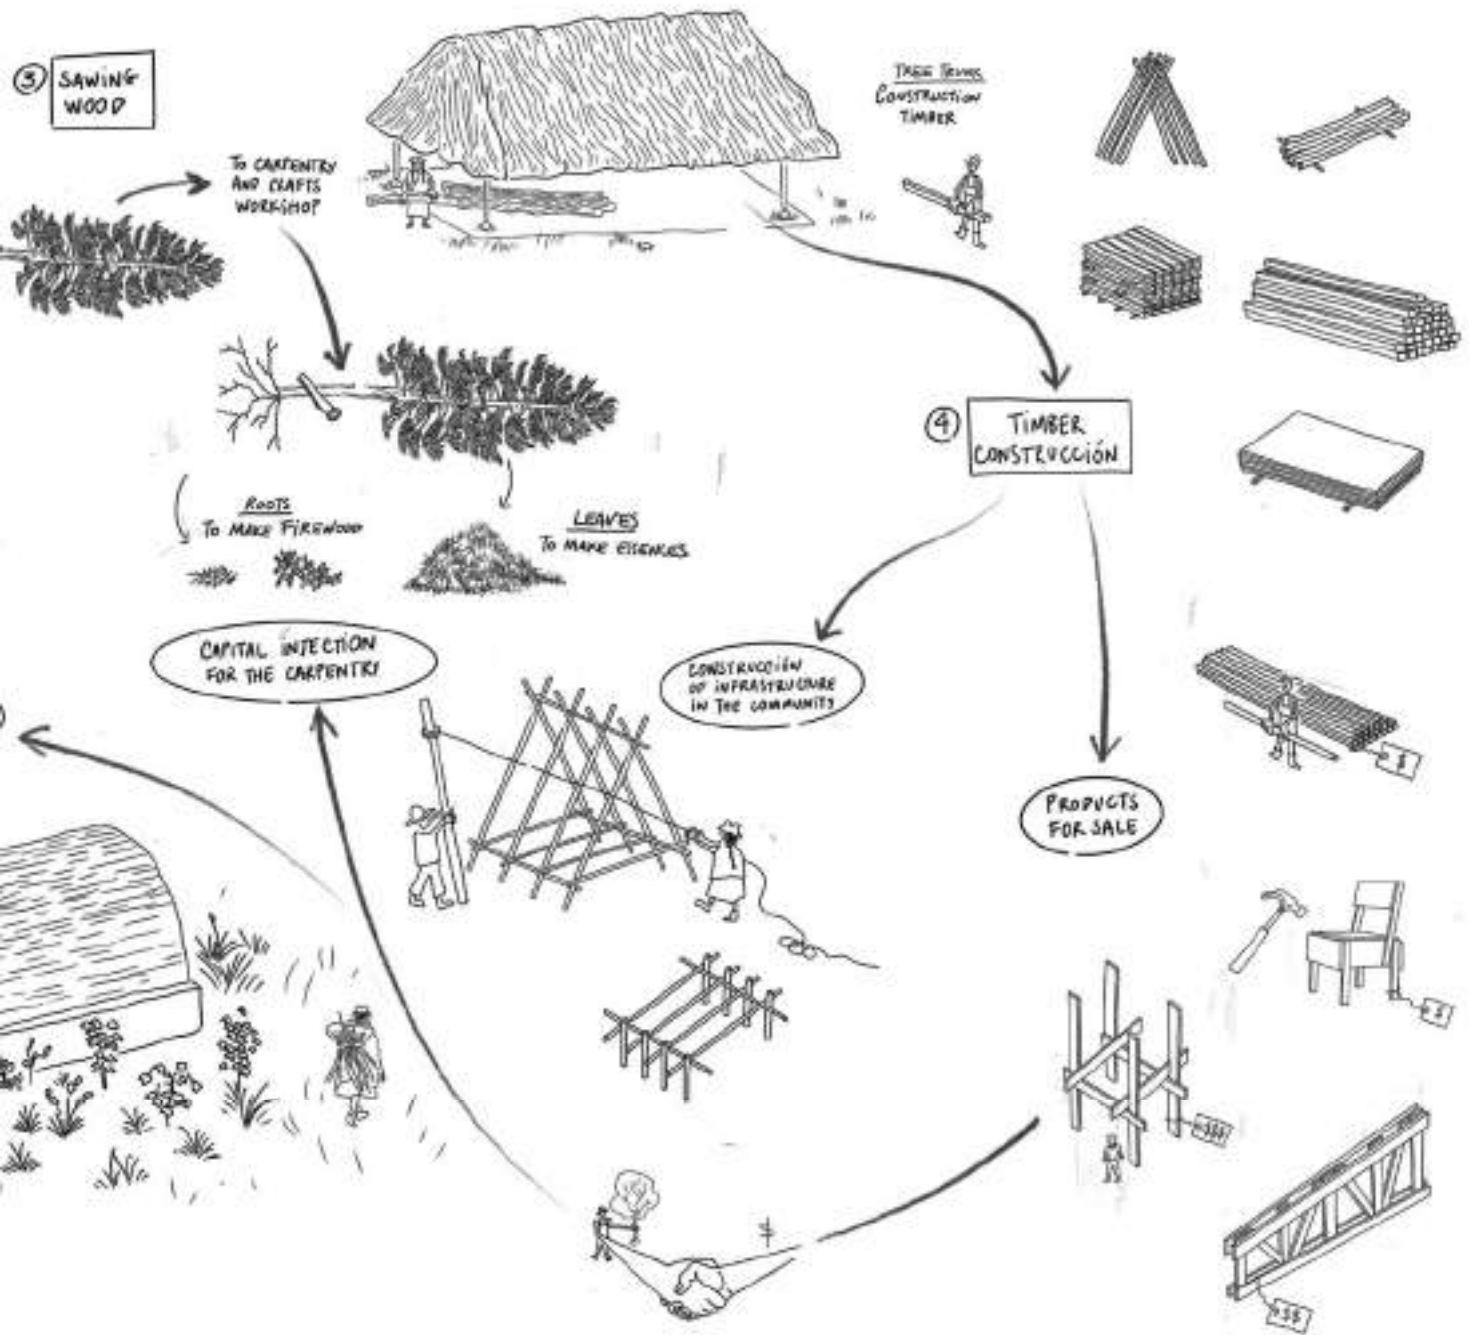 3 SAWING
WOOD
TO CARPENTRY
AND CRAFTS
WORKSHOP
TREE TRUNK
CONSTRUCTION
TIMBER
4 TIMBER
CONSTRUCCIÓN
ROOTS
TO MAKE FIREWOOD
LEAVES
TO MAKE ESSENCES
CAPITAL INJECTION
FOR THE CARPENTRY
CONSTRUCCIÓN
OF INFRASTRUCTURE
IN THE COMMUNITY
PRODUCTS
FOR SALE
$
$
$$$
$$
$